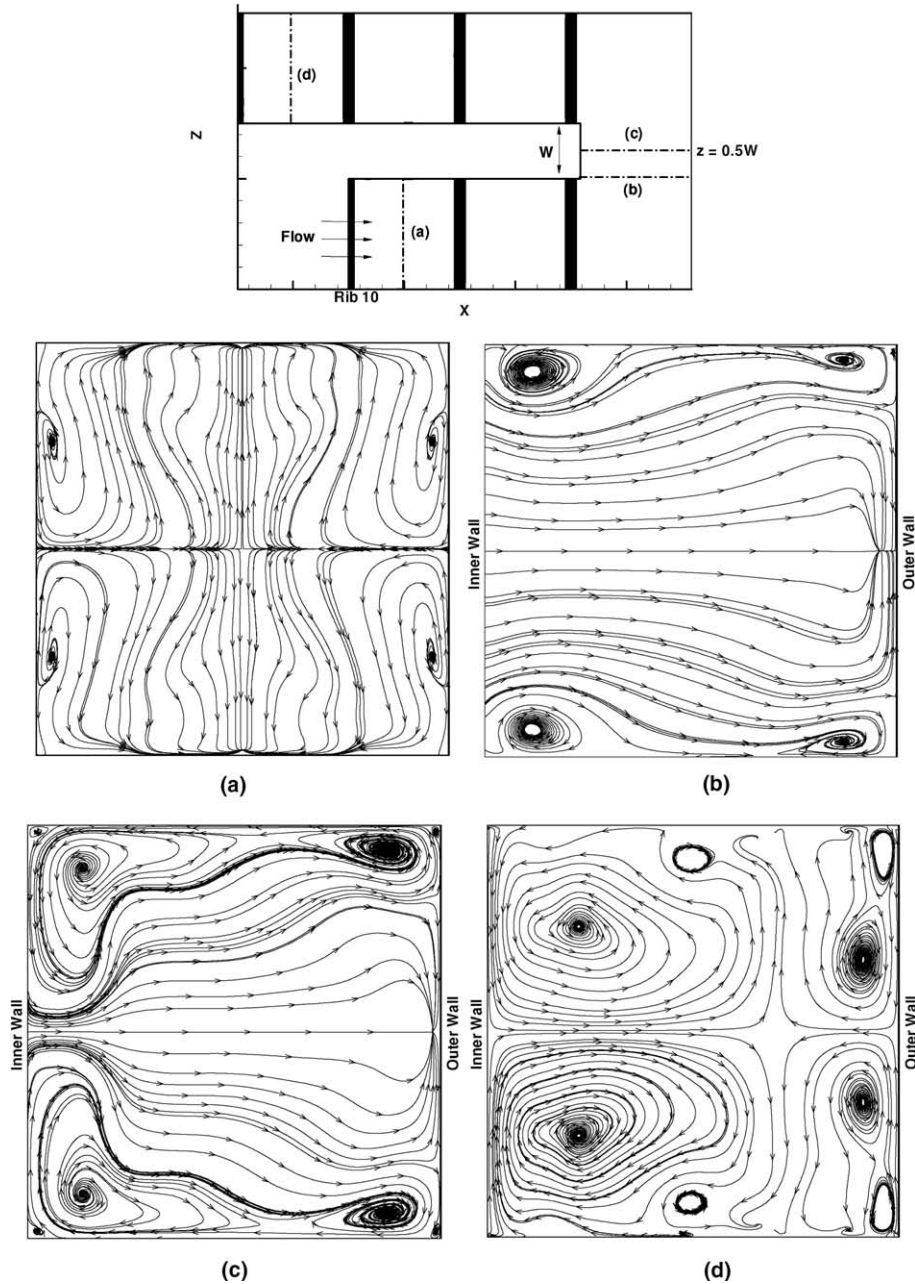 (d)
Z
(c)
W
z = 0.5W
(b)
Flow
(a)
Rib 10
X
Inner Wall
Outer Wall
(a)
(b)
Inner Wall
Outer Wall
Inner Wall
Outer Wall
(c)
(d)